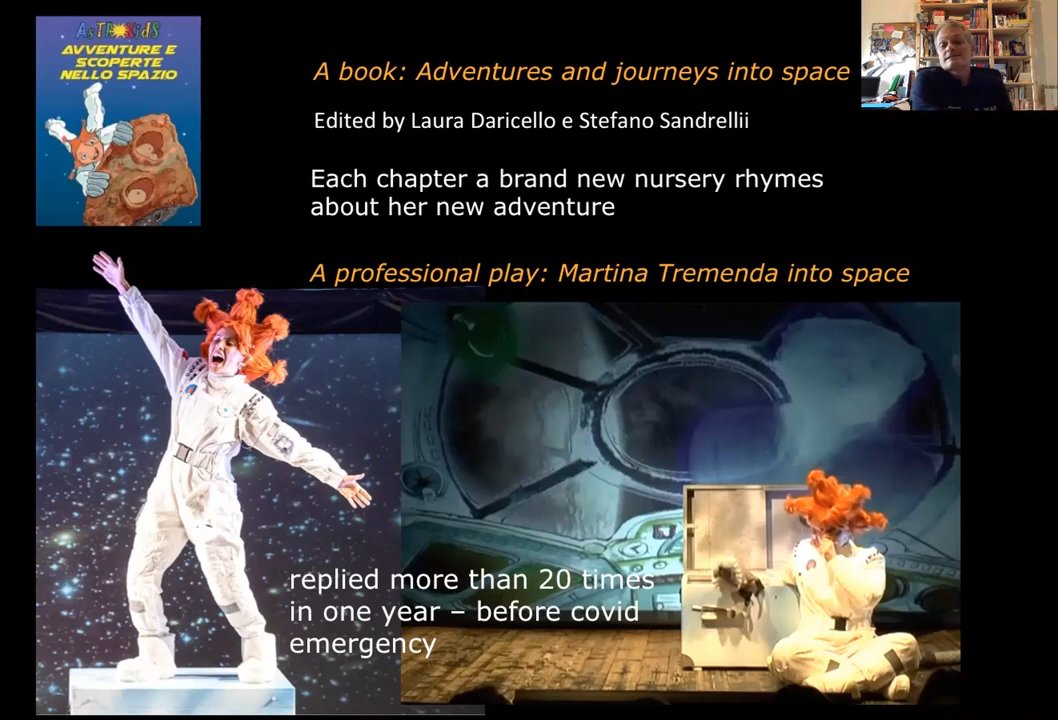 AsTroKids
AVVENTURE E
SCOPERTE
NELLO SPAZIO
A book: Adventures and journeys into space
Edited by Laura Daricello e Stefano Sandrellii
Each chapter a brand new nursery rhymes
about her new adventure
A professional play: Martina Tremenda into space
replied more than 20 times
in one year – before covid
emergency